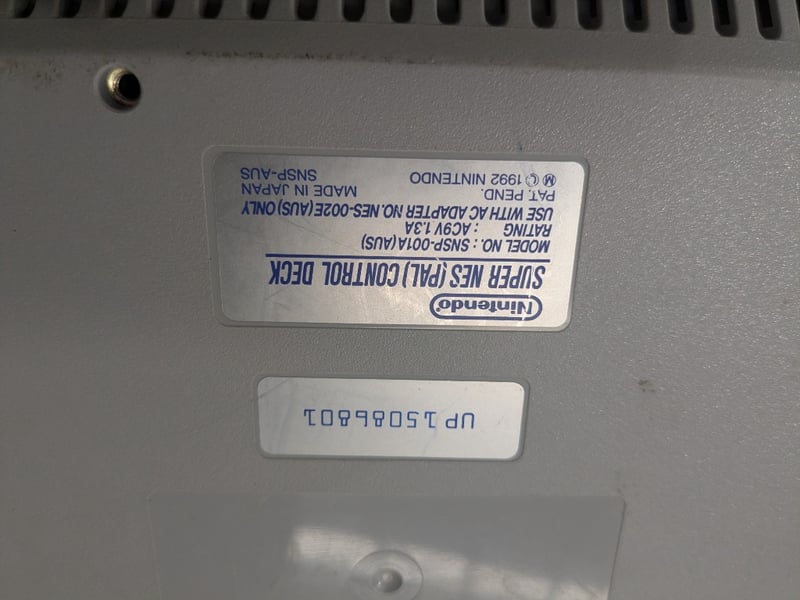 Nintendo®
SUPER NES (PAL) CONTROL DECK
MODEL NO. : SNSP-001A (AUS)
RATING : AC9V 1.3A
USE WITH AC ADAPTER NO. NES-002E (AUS) ONLY
PAT. PEND. MADE IN JAPAN
Ⓜ © 1992 NINTENDO SNSP-AUS
UP15086801